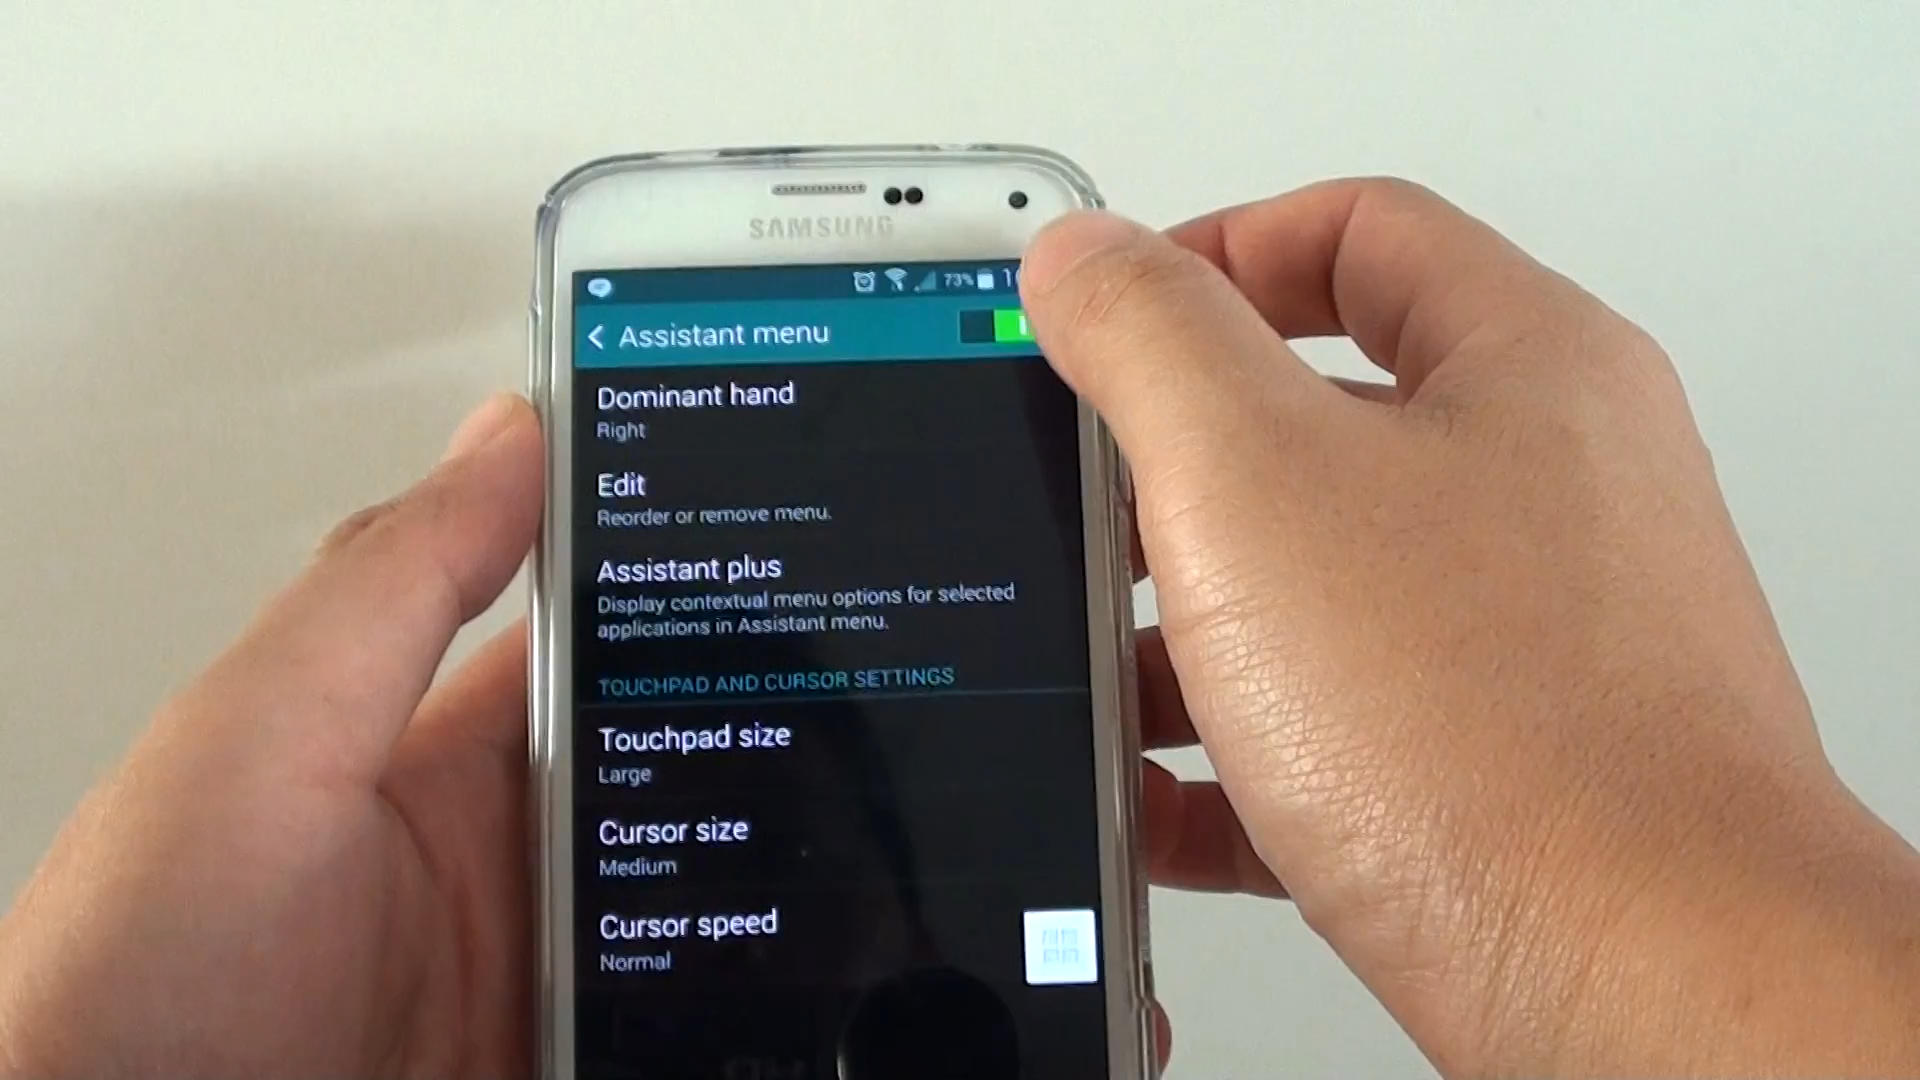 SAMSUNG
73%
Assistant menu
Dominant hand
Right
Edit
Reorder or remove menu.
Assistant plus
Display contextual menu options for selected
applications in Assistant menu.
TOUCHPAD AND CURSOR SETTINGS
Touchpad size
Large
Cursor size
Medium
Cursor speed
Normal